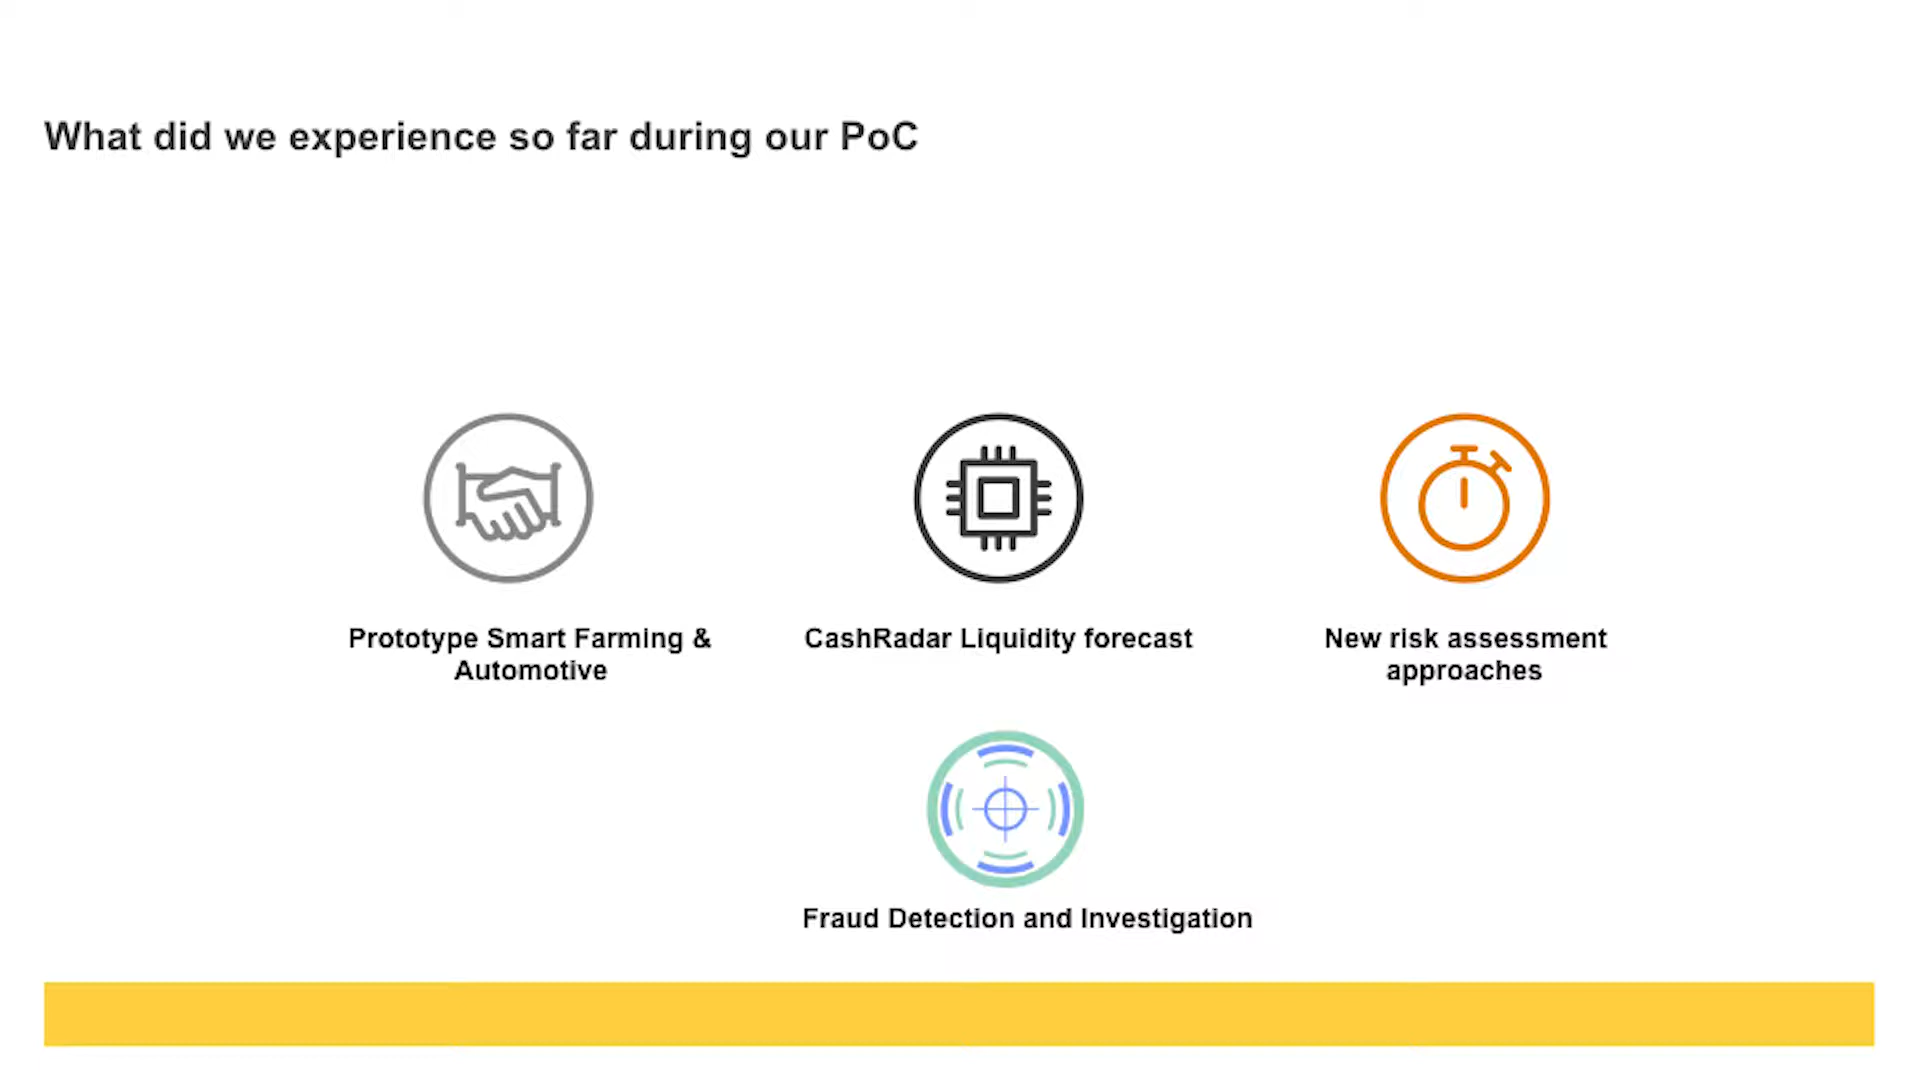 What did we experience so far during our PoC
Prototype Smart Farming &
Automotive
CashRadar Liquidity forecast
New risk assessment
approaches
Fraud Detection and Investigation